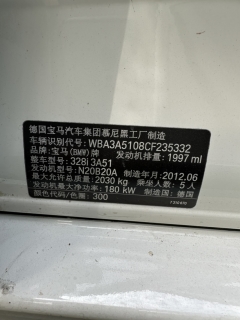 德国宝马汽车集团慕尼黑工厂制造
车辆识别代号: WBA3A5108CF235332
品牌: 宝马(BMW)牌 发动机排量: 1997 ml
整车型号: 328i 3A51
发动机型号: N20B20A 制造年月: 2012.06
最大允许总质量: 2030 kg 乘坐人数: 5 人
发动机最大净功率: 180 kW 制造国: 德国
颜色代码/色漆: 300